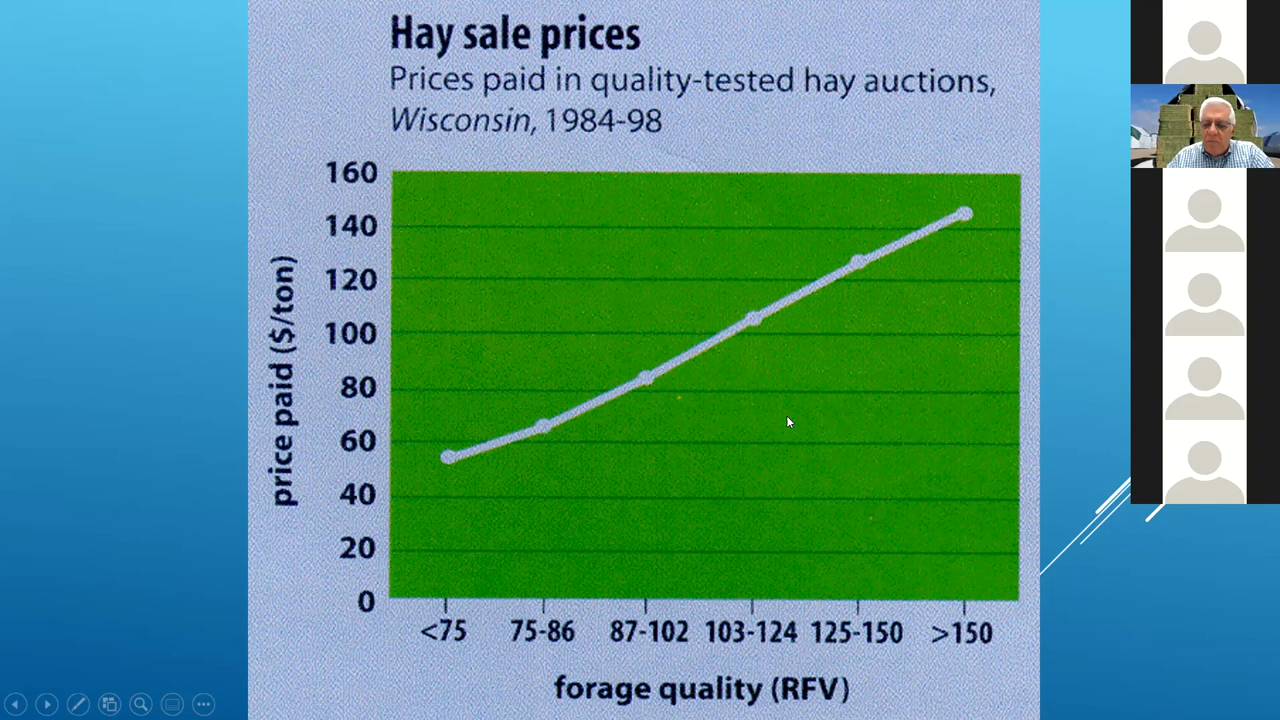 Hay sale prices
Prices paid in quality-tested hay auctions,
Wisconsin, 1984-98
160
140
120
100
80
60
40
20
0
price paid ($/ton)
<75 75-86 87-102 103-124 125-150 >150
forage quality (RFV)